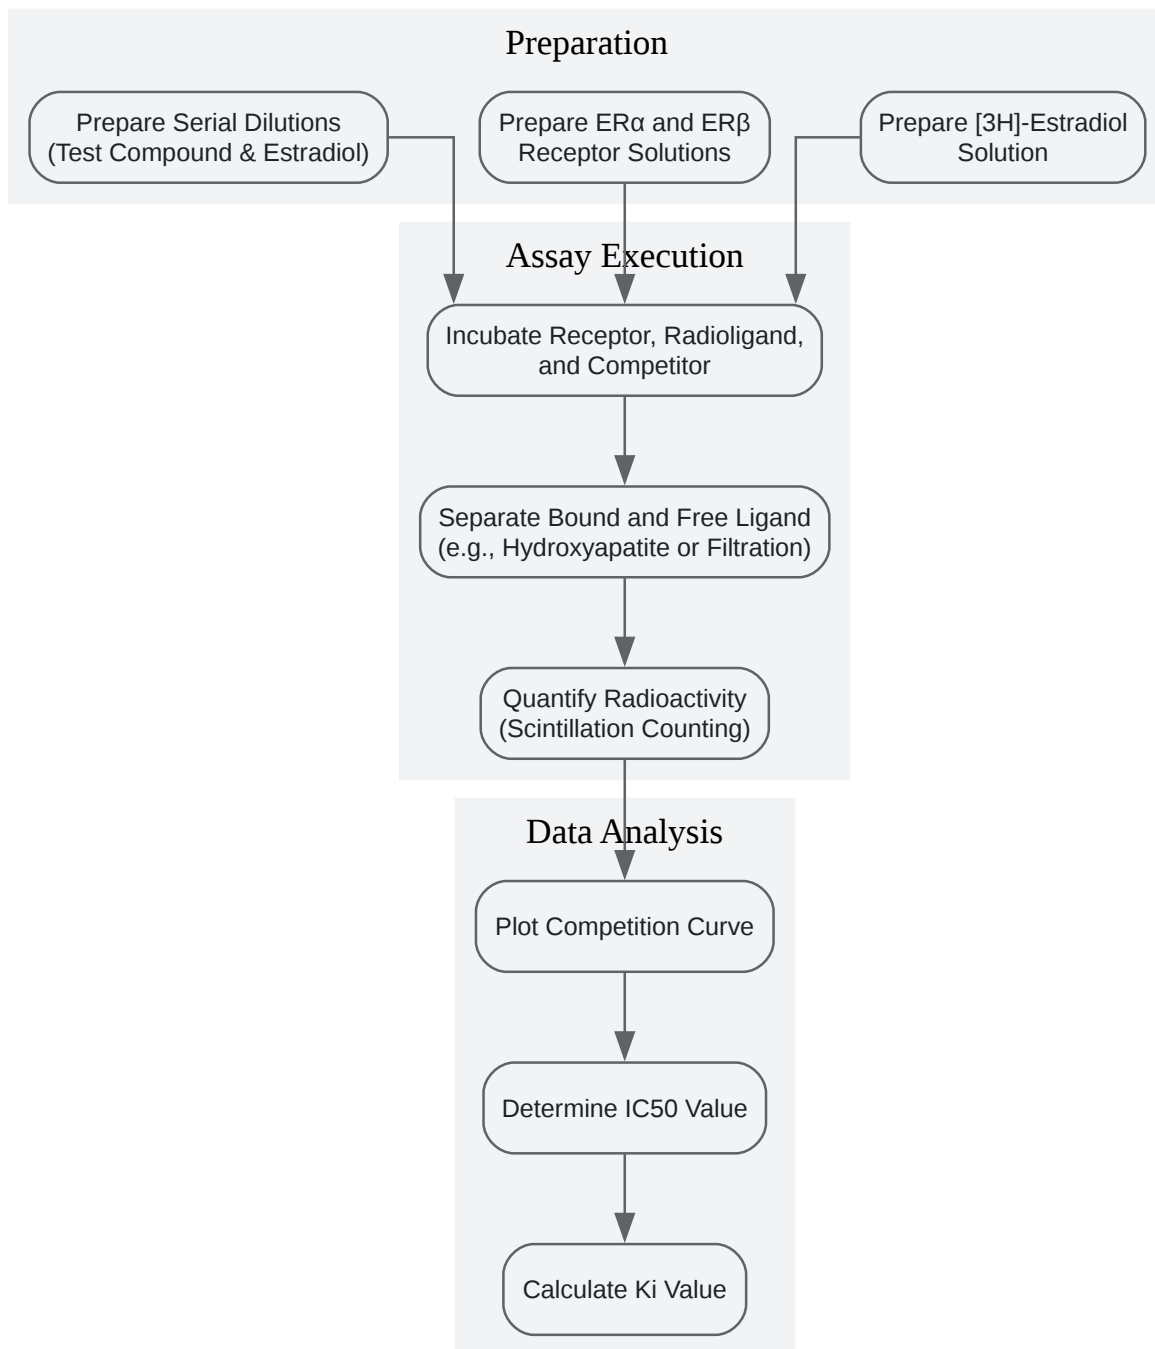 Preparation
Prepare Serial Dilutions
(Test Compound & Estradiol)
Prepare ERα and ERβ
Receptor Solutions
Prepare [3H]-Estradiol
Solution
Assay Execution
Incubate Receptor, Radioligand,
and Competitor
Separate Bound and Free Ligand
(e.g., Hydroxyapatite or Filtration)
Quantify Radioactivity
(Scintillation Counting)
Data Analysis
Plot Competition Curve
Determine IC50 Value
Calculate Ki Value